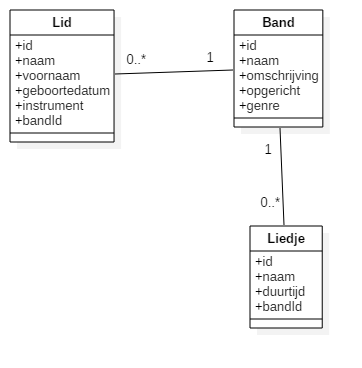 Lid
+id
+naam
+voornaam
+geboortedatum
+instrument
+bandId
0..*
1
Band
+id
+naam
+omschrijving
+opgericht
+genre
1
0..*
Liedje
+id
+naam
+duurtijd
+bandId